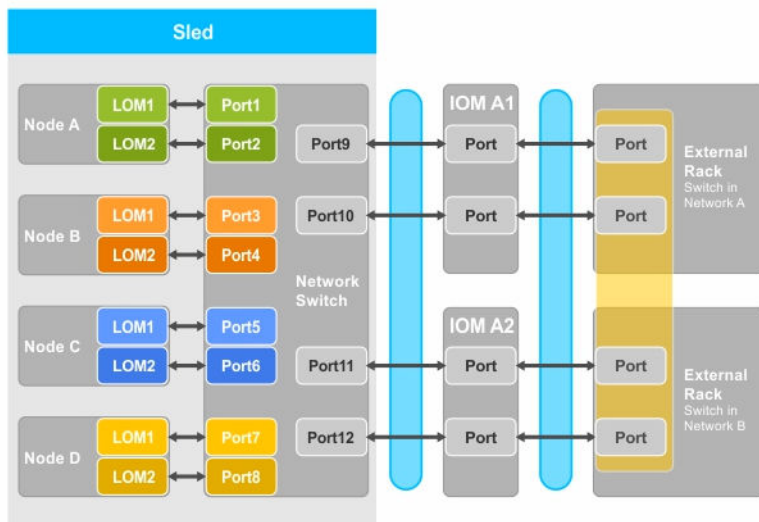 Sled
Node A
LOM1
Port1
LOM2
Port2
Port9
Node B
LOM1
Port3
LOM2
Port4
Port10
Network
Switch
Node C
LOM1
Port5
LOM2
Port6
Port11
Node D
LOM1
Port7
LOM2
Port8
Port12
IOM A1
Port
Port
IOM A2
Port
Port
Port
Port
External
Rack
Switch in
Network A
Port
Port
External
Rack
Switch in
Network B